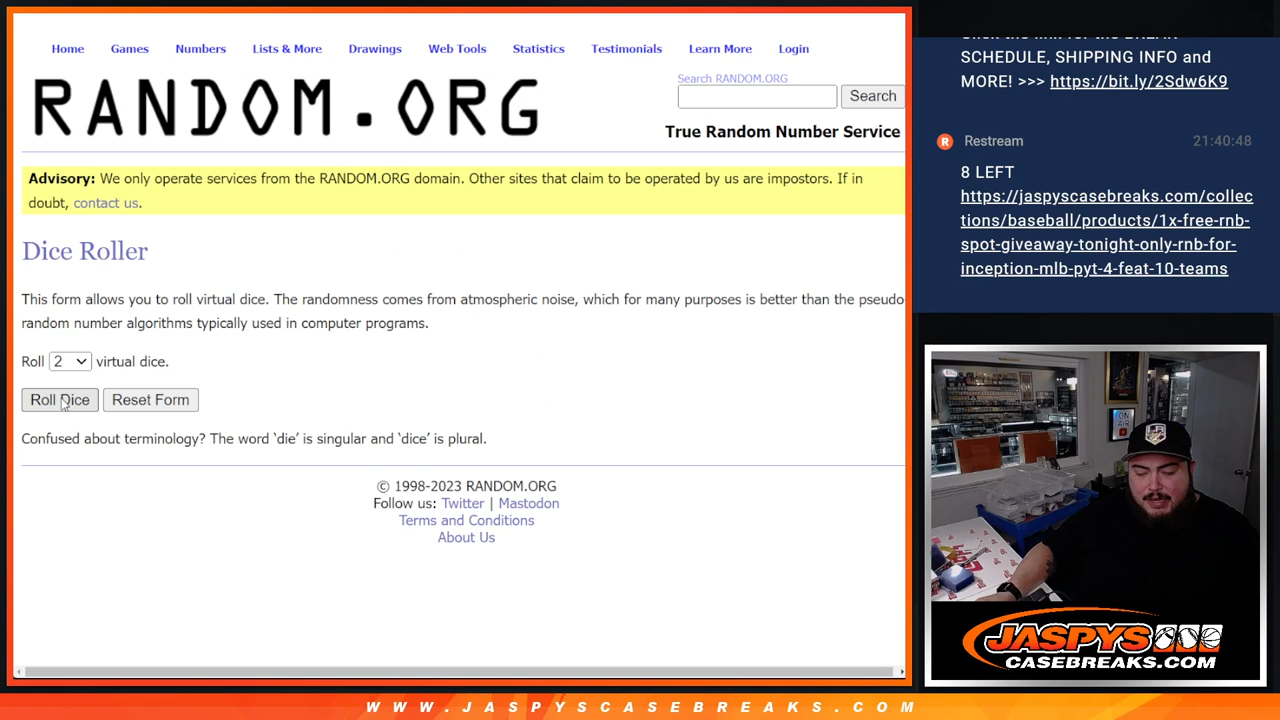 Home Games Numbers Lists & More Drawings Web Tools Statistics Testimonials Learn More Login
RANDOM.ORG
Search RANDOM.ORG
Search
True Random Number Service
Advisory: We only operate services from the RANDOM.ORG domain. Other sites that claim to be operated by us are impostors. If in
doubt, contact us.
Dice Roller
This form allows you to roll virtual dice. The randomness comes from atmospheric noise, which for many purposes is better than the pseudo
random number algorithms typically used in computer programs.
Roll 2 virtual dice.
Roll Dice Reset Form
Confused about terminology? The word ‘die’ is singular and ‘dice’ is plural.
© 1998-2023 RANDOM.ORG
Follow us: Twitter | Mastodon
Terms and Conditions
About Us
SCHEDULE, SHIPPING INFO and
MORE! >>> https://bit.ly/2Sdw6K9
R Restream 21:40:48
8 LEFT
https://jaspyscasebreaks.com/collec
tions/baseball/products/1x-free-rnb-
spot-giveaway-tonight-only-rnb-for-
inception-mlb-pyt-4-feat-10-teams
ON
AIR
LA
JASPYS
CASEBREAKS.COM
WWW.JASPYSCASEBREAKS.COM